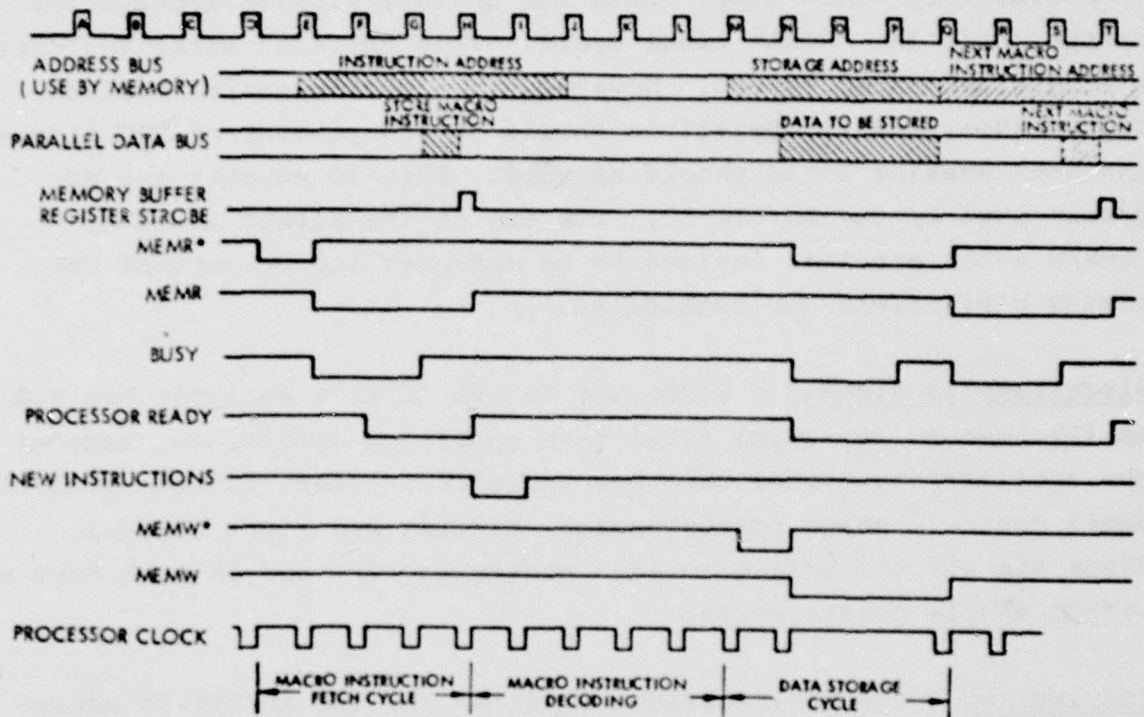 A B C D E F G H I J K L M N O P Q R S T
ADDRESS BUS
(USE BY MEMORY)
INSTRUCTION ADDRESS
STORAGE ADDRESS
NEXT MACRO
INSTRUCTION ADDRESS
STORE MACRO
INSTRUCTION
PARALLEL DATA BUS
DATA TO BE STORED
NEXT MACRO
INSTRUCTION
MEMORY BUFFER
REGISTER STROBE
MEMR*
MEMR
BUSY
PROCESSOR READY
NEW INSTRUCTIONS
MEMW*
MEMW
PROCESSOR CLOCK
MACRO INSTRUCTION
FETCH CYCLE
MACRO INSTRUCTION
DECODING
DATA STORAGE
CYCLE